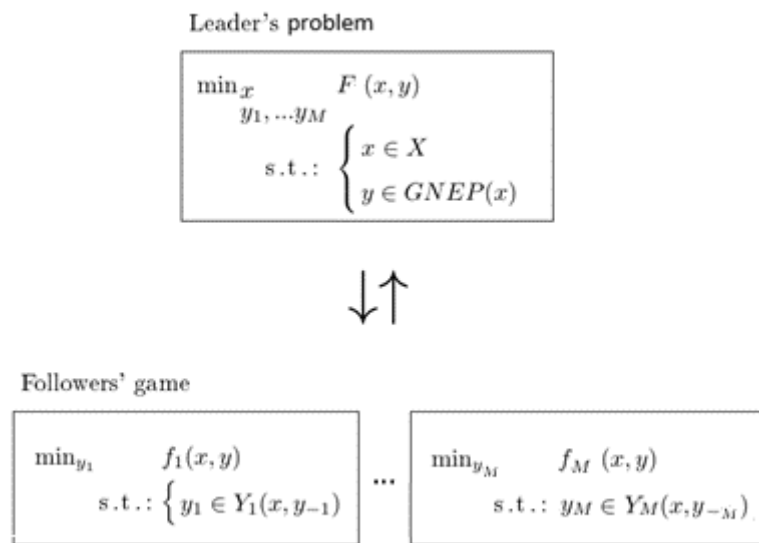 Leader's problem
min_x F (x, y)
y_1, ...y_M
s.t.: { x ∈ X
y ∈ GNEP(x)
↓↑
Followers' game
min_{y_1} f_1(x, y) ... min_{y_M} f_M (x, y)
s.t.: { y_1 ∈ Y_1(x, y_{-1}) s.t.: y_M ∈ Y_M(x, y_{-M})